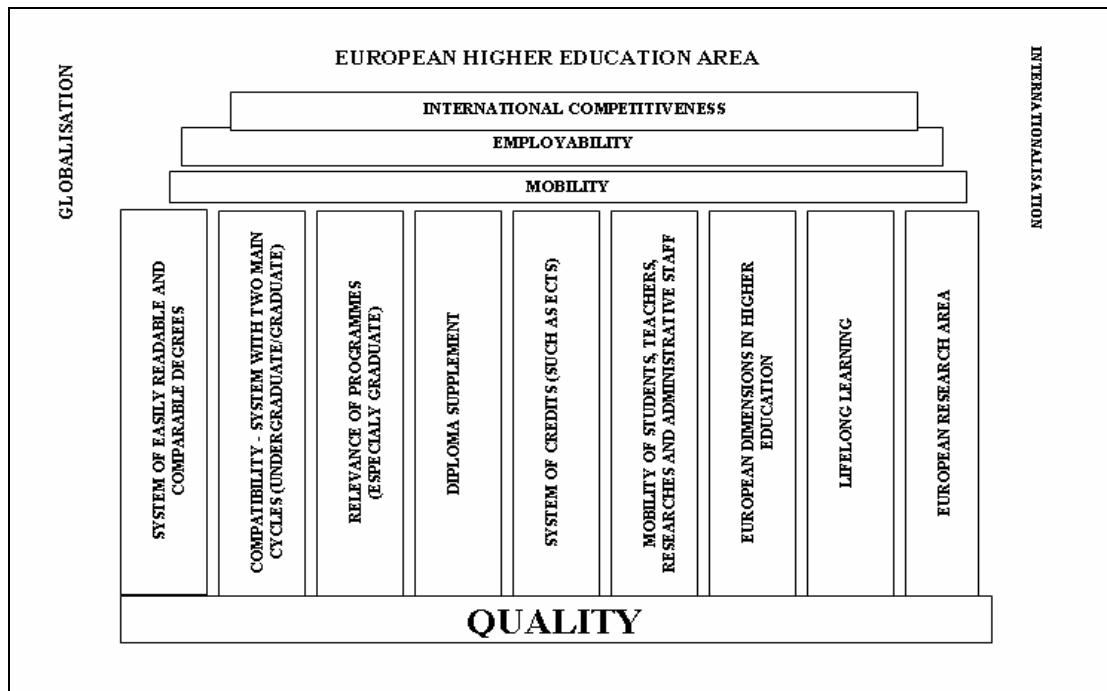 EUROPEAN HIGHER EDUCATION AREA
GLOBALISATION
INTERNATIONALISATION
INTERNATIONAL COMPETITIVENESS
EMPLOYABILITY
MOBILITY
SYSTEM OF EASILY READABLE AND
COMPARABLE DEGREES
COMPATIBILITY - SYSTEM WITH TWO MAIN
CYCLES (UNDERGRADUATE/GRADUATE)
RELEVANCE OF PROGRAMMES
(ESPECIALY GRADUATE)
DIPLOMA SUPPLEMENT
SYSTEM OF CREDITS (SUCH AS ECTS)
MOBILITY OF STUDENTS, TEACHERS,
RESEARCHES AND ADMINISTRATIVE STAFF
EUROPEAN DIMENSIONS IN HIGHER
EDUCATION
LIFELONG LEARNING
EUROPEAN RESEARCH AREA
QUALITY